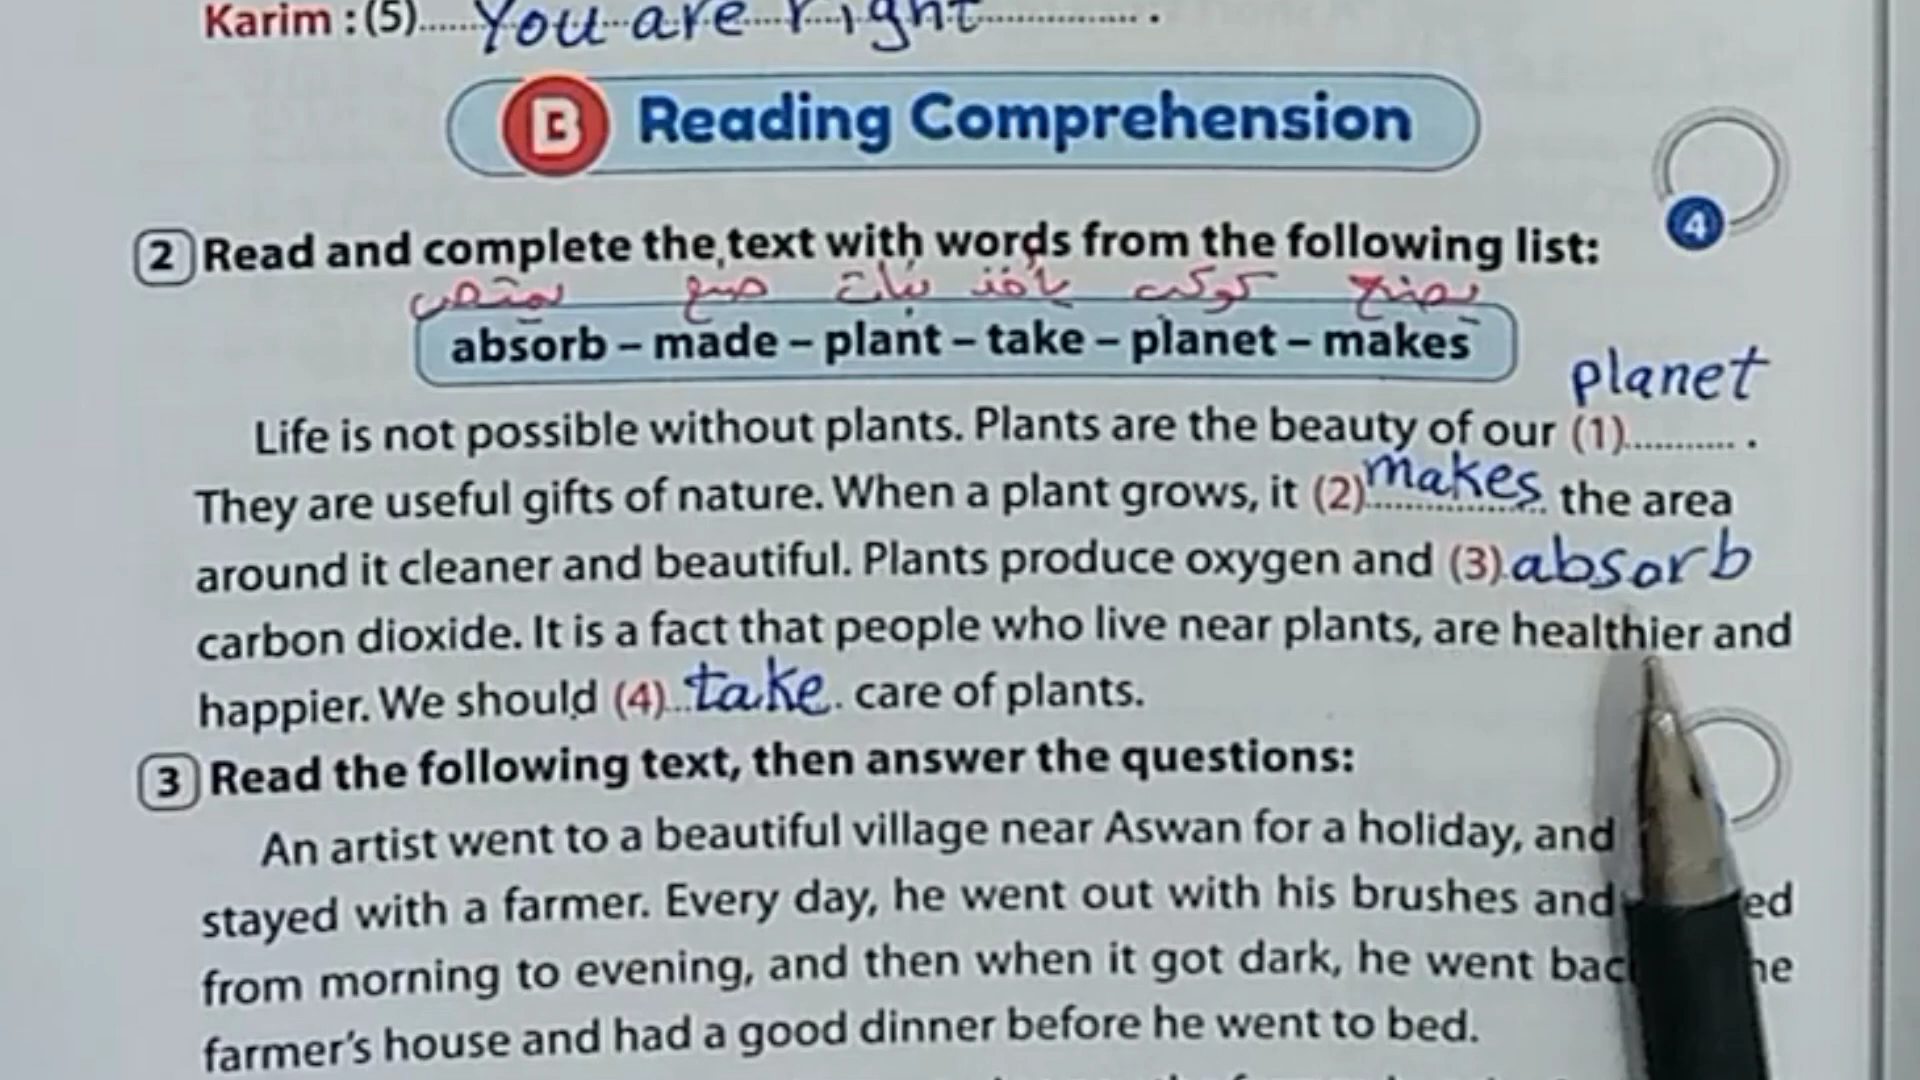 Karim : (5)..... You are right .............. .
B Reading Comprehension
4
2 Read and complete the text with words from the following list:
يمتص صنع نبات يأخذ كوكب يصنع
absorb – made – plant – take – planet – makes
planet
Life is not possible without plants. Plants are the beauty of our (1)........... .
They are useful gifts of nature. When a plant grows, it (2) makes the area
around it cleaner and beautiful. Plants produce oxygen and (3) absorb
carbon dioxide. It is a fact that people who live near plants, are healthier and
happier. We should (4) take care of plants.
3 Read the following text, then answer the questions:
An artist went to a beautiful village near Aswan for a holiday, and
stayed with a farmer. Every day, he went out with his brushes and
from morning to evening, and then when it got dark, he went
farmer's house and had a good dinner before he went to bed.